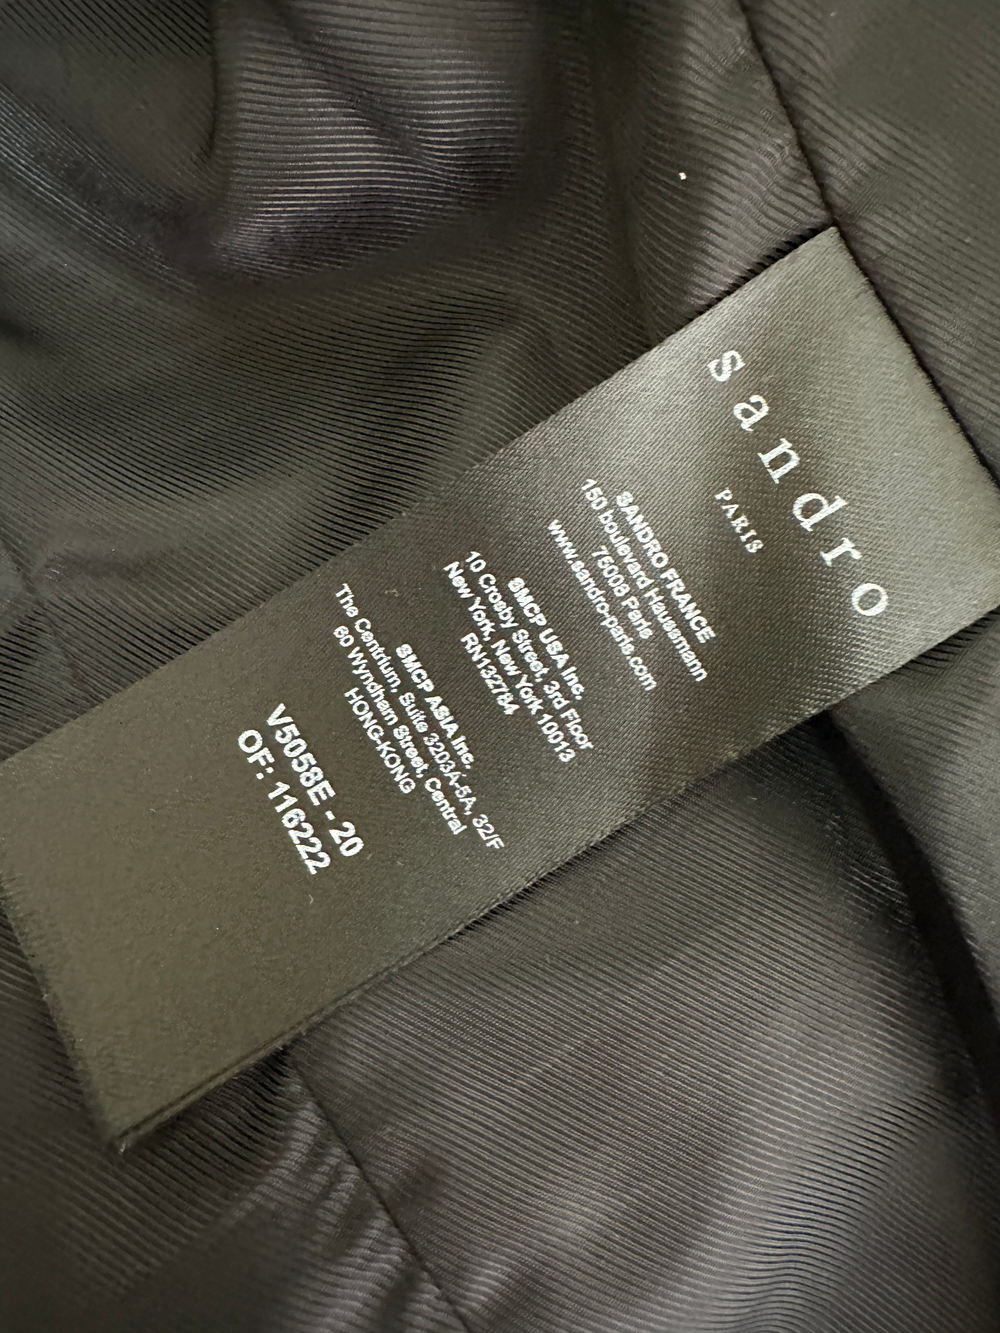 sandro
PARIS
SANDRO FRANCE
150 boulevard Haussmann
75008 Paris
www.sandro-paris.com
SMCP USA Inc.
10 Crosby Street, 3rd Floor
New York, New York 10013
RN132784
SMCP ASIA Inc.
The Centrium, Suite 3203A-5A, 32/F
60 Wyndham Street, Central
HONG-KONG
V5058E - 20
OF: 116222